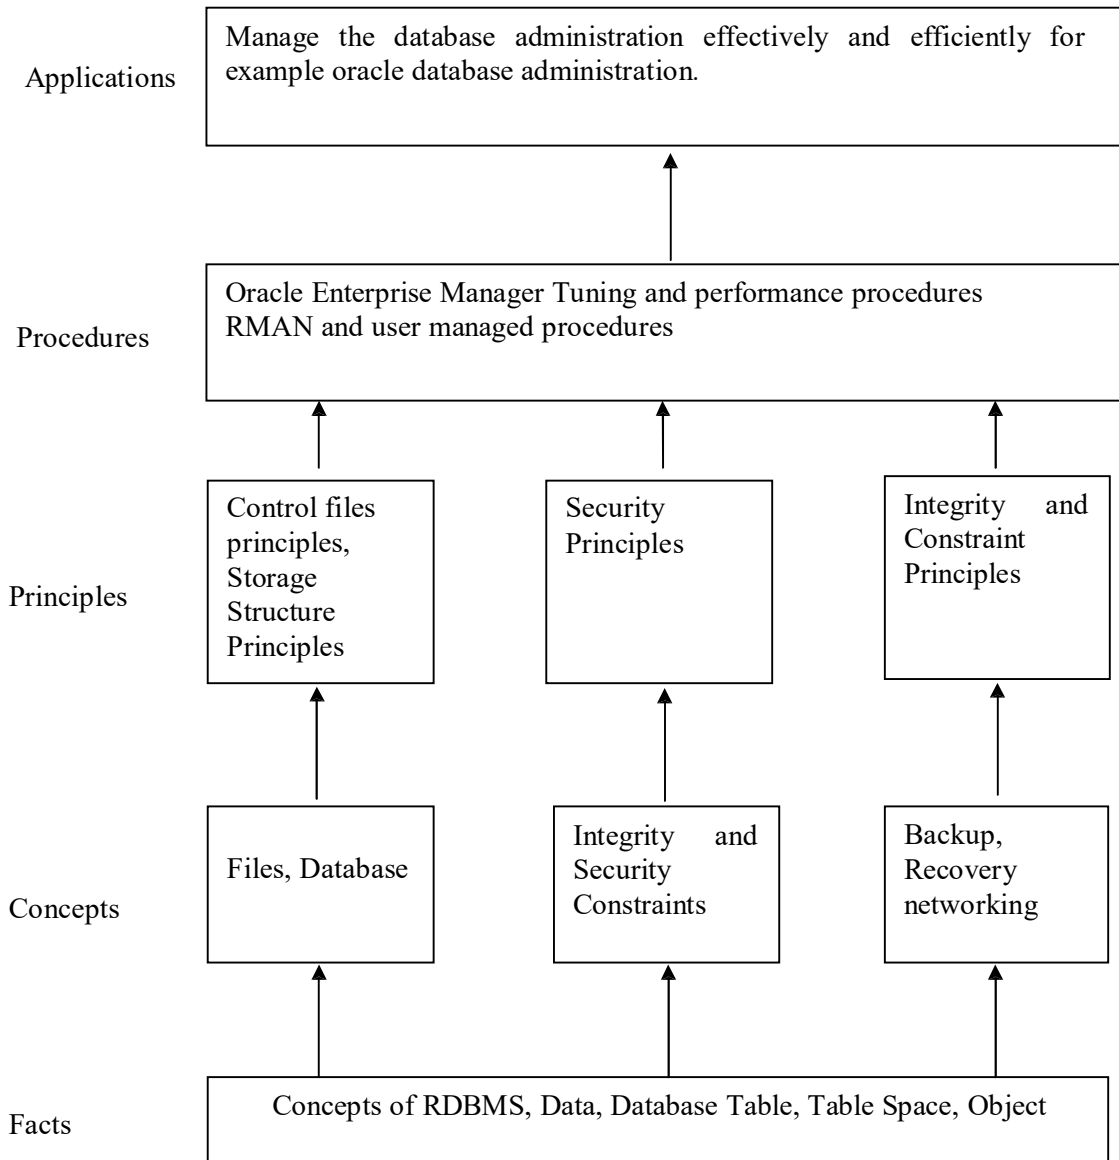 Manage the database administration effectively and efficiently for
example oracle database administration.
Applications
Oracle Enterprise Manager Tuning and performance procedures
RMAN and user managed procedures
Procedures
Control files
principles,
Storage
Structure
Principles
Security
Principles
Integrity and
Constraint
Principles
Principles
Files, Database
Integrity and
Security
Constraints
Backup,
Recovery
networking
Concepts
Concepts of RDBMS, Data, Database Table, Table Space, Object
Facts